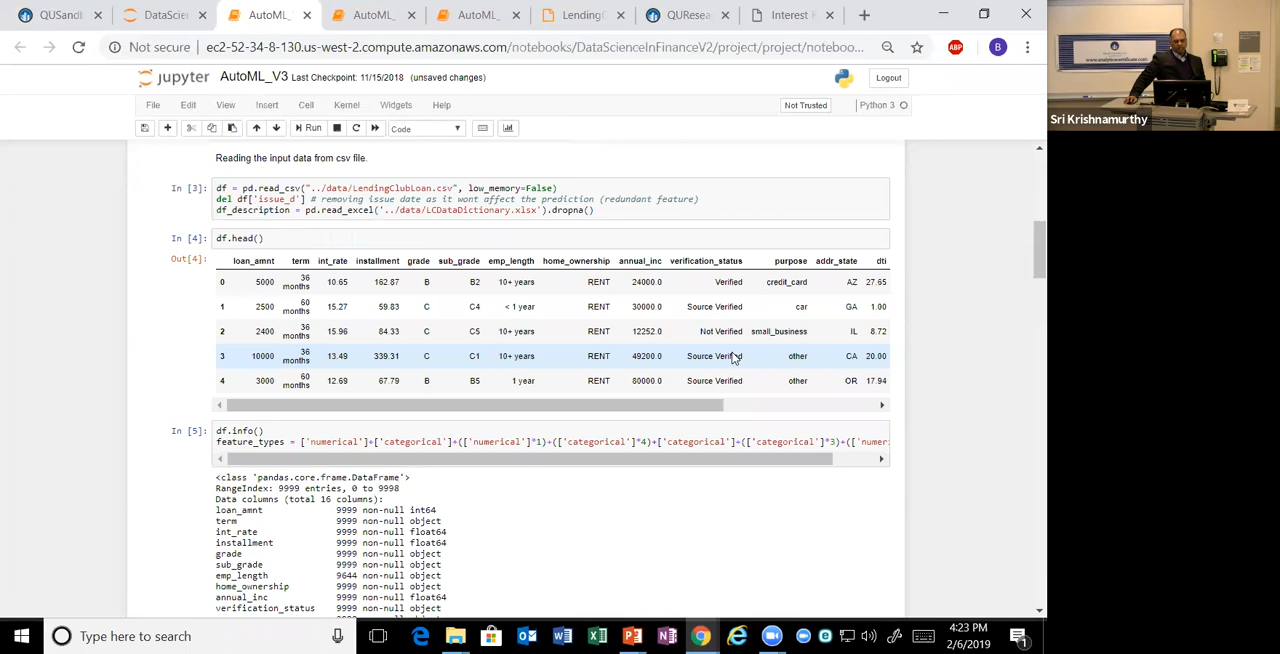 QUSandb
DataScien
AutoML_
AutoML_
AutoML_
LendingC
QUResea
Interest R
Not secure
ec2-52-34-8-130.us-west-2.compute.amazonaws.com/notebooks/DataScienceInFinanceV2/project/project/noteboo...
ABP
B
jupyter AutoML_V3 Last Checkpoint: 11/15/2018 (unsaved changes)
Logout
File Edit View Insert Cell Kernel Widgets Help
Not Trusted
Python 3
Run
Code
Reading the input data from csv file.
In [3]: df = pd.read_csv("../data/LendingClubLoan.csv", low_memory=False)
del df['issue_d'] # removing issue date as it wont affect the prediction (redundant feature)
df_description = pd.read_excel('../data/LCDataDictionary.xlsx').dropna()
In [4]: df.head()
Out[4]:
loan_amnt term int_rate installment grade sub_grade emp_length home_ownership annual_inc verification_status purpose addr_state dti
0 5000 36 months 10.65 162.87 B B2 10+ years RENT 24000.0 Verified credit_card AZ 27.65
1 2500 60 months 15.27 59.83 C C4 < 1 year RENT 30000.0 Source Verified car GA 1.00
2 2400 36 months 15.96 84.33 C C5 10+ years RENT 12252.0 Not Verified small_business IL 8.72
3 10000 36 months 13.49 339.31 C C1 10+ years RENT 49200.0 Source Verified other CA 20.00
4 3000 60 months 12.69 67.79 B B5 1 year RENT 80000.0 Source Verified other OR 17.94
In [5]: df.info()
feature_types = ['numerical']+['categorical']+(['numerical']*1)+(['categorical']*4)+['categorical']+(['categorical']*3)+(['numer
<class 'pandas.core.frame.DataFrame'>
RangeIndex: 9999 entries, 0 to 9998
Data columns (total 16 columns):
loan_amnt 9999 non-null int64
term 9999 non-null object
int_rate 9999 non-null float64
installment 9999 non-null float64
grade 9999 non-null object
sub_grade 9999 non-null object
emp_length 9644 non-null object
home_ownership 9999 non-null object
annual_inc 9999 non-null float64
verification_status 9999 non-null object
www.analyticscertificate.com
Sri Krishnamurthy
Type here to search
4:23 PM
2/6/2019
1